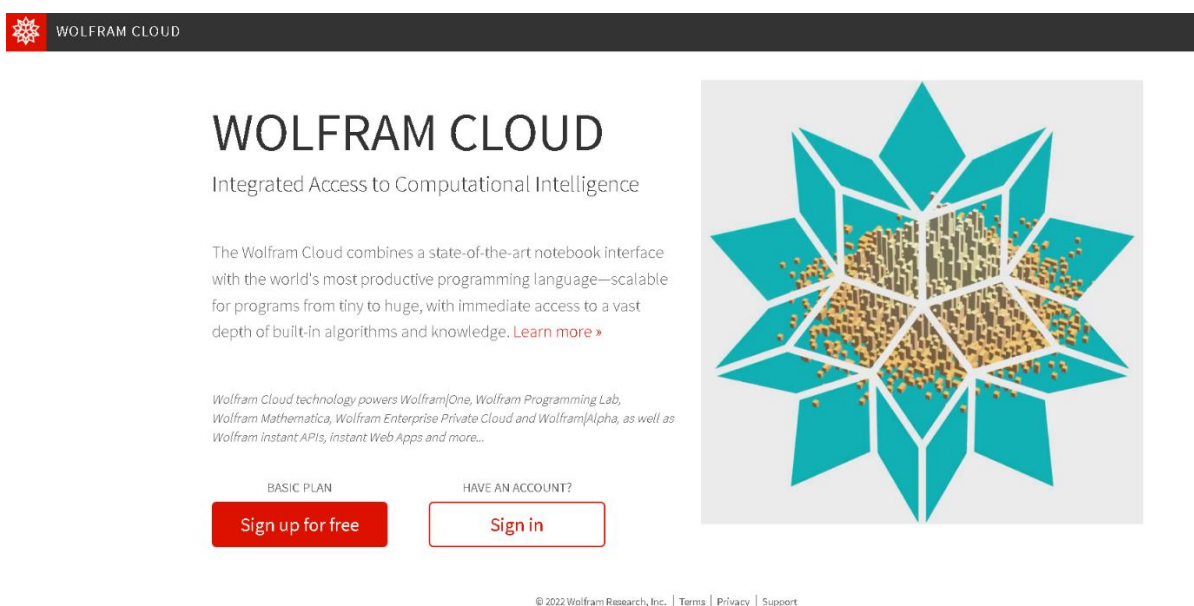 WOLFRAM CLOUD
WOLFRAM CLOUD
Integrated Access to Computational Intelligence
The Wolfram Cloud combines a state-of-the-art notebook interface
with the world's most productive programming language—scalable
for programs from tiny to huge, with immediate access to a vast
depth of built-in algorithms and knowledge. Learn more »
Wolfram Cloud technology powers Wolfram|One, Wolfram Programming Lab,
Wolfram Mathematica, Wolfram Enterprise Private Cloud and Wolfram|Alpha, as well as
Wolfram instant APIs, instant Web Apps and more...
BASIC PLAN HAVE AN ACCOUNT?
Sign up for free Sign in
© 2022 Wolfram Research, Inc. | Terms | Privacy | Support